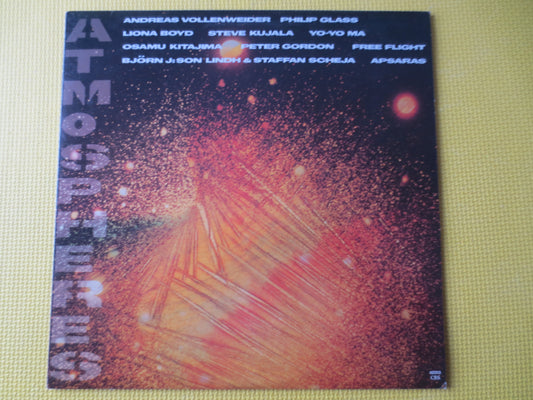 ANDREAS VOLLENWEIDER PHILIP GLASS
LIONA BOYD STEVE KUJALA YO-YO MA
OSAMU KITAJIMA PETER GORDON FREE FLIGHT
BJÖRN J:SON LINDH & STAFFAN SCHEJA APSARAS
ATMOSPHERES
CBS